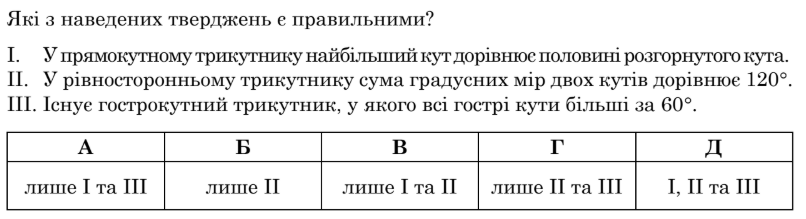 Які з наведених тверджень є правильними?
I. У прямокутному трикутнику найбільший кут дорівнює половині розгорнутого кута.
II. У рівносторонньому трикутнику сума градусних мір двох кутів дорівнює 120°.
III. Існує гострокутний трикутник, у якого всі гострі кути більші за 60°.
А Б В Г Д
лише I та III лише II лише I та II лише II та III I, II та III